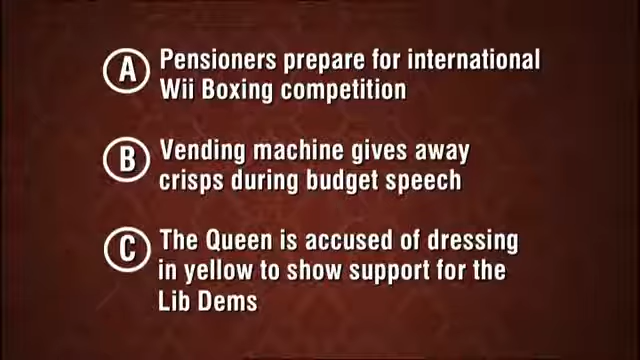 A Pensioners prepare for international
Wii Boxing competition
B Vending machine gives away
crisps during budget speech
C The Queen is accused of dressing
in yellow to show support for the
Lib Dems